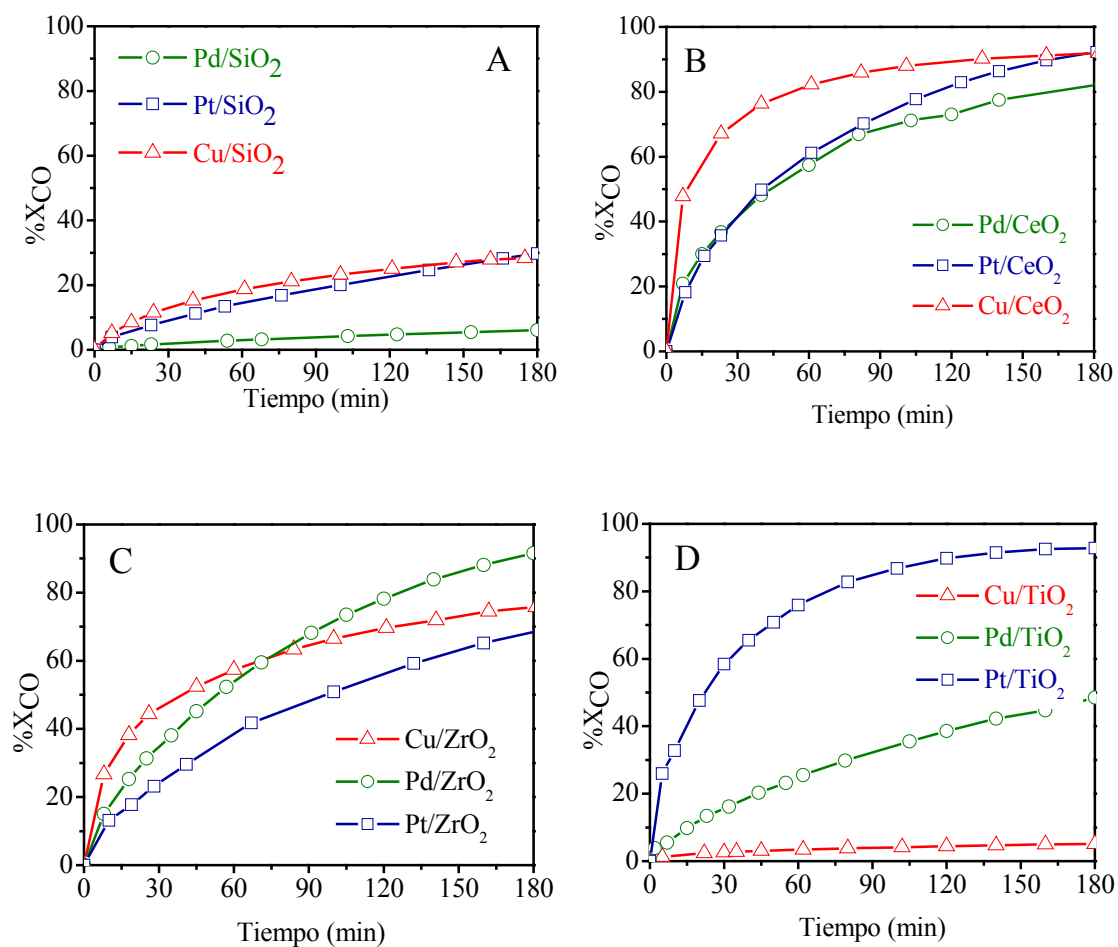 A
%XCO
100
80
60
40
20
0
Pd/SiO2
Pt/SiO2
Cu/SiO2
0 30 60 90 120 150 180
Tiempo (min)
B
%XCO
100
80
60
40
20
0
Pd/CeO2
Pt/CeO2
Cu/CeO2
0 30 60 90 120 150 180
Tiempo (min)
C
%XCO
100
80
60
40
20
0
Cu/ZrO2
Pd/ZrO2
Pt/ZrO2
0 30 60 90 120 150 180
Tiempo (min)
D
%XCO
100
80
60
40
20
0
Cu/TiO2
Pd/TiO2
Pt/TiO2
0 30 60 90 120 150 180
Tiempo (min)